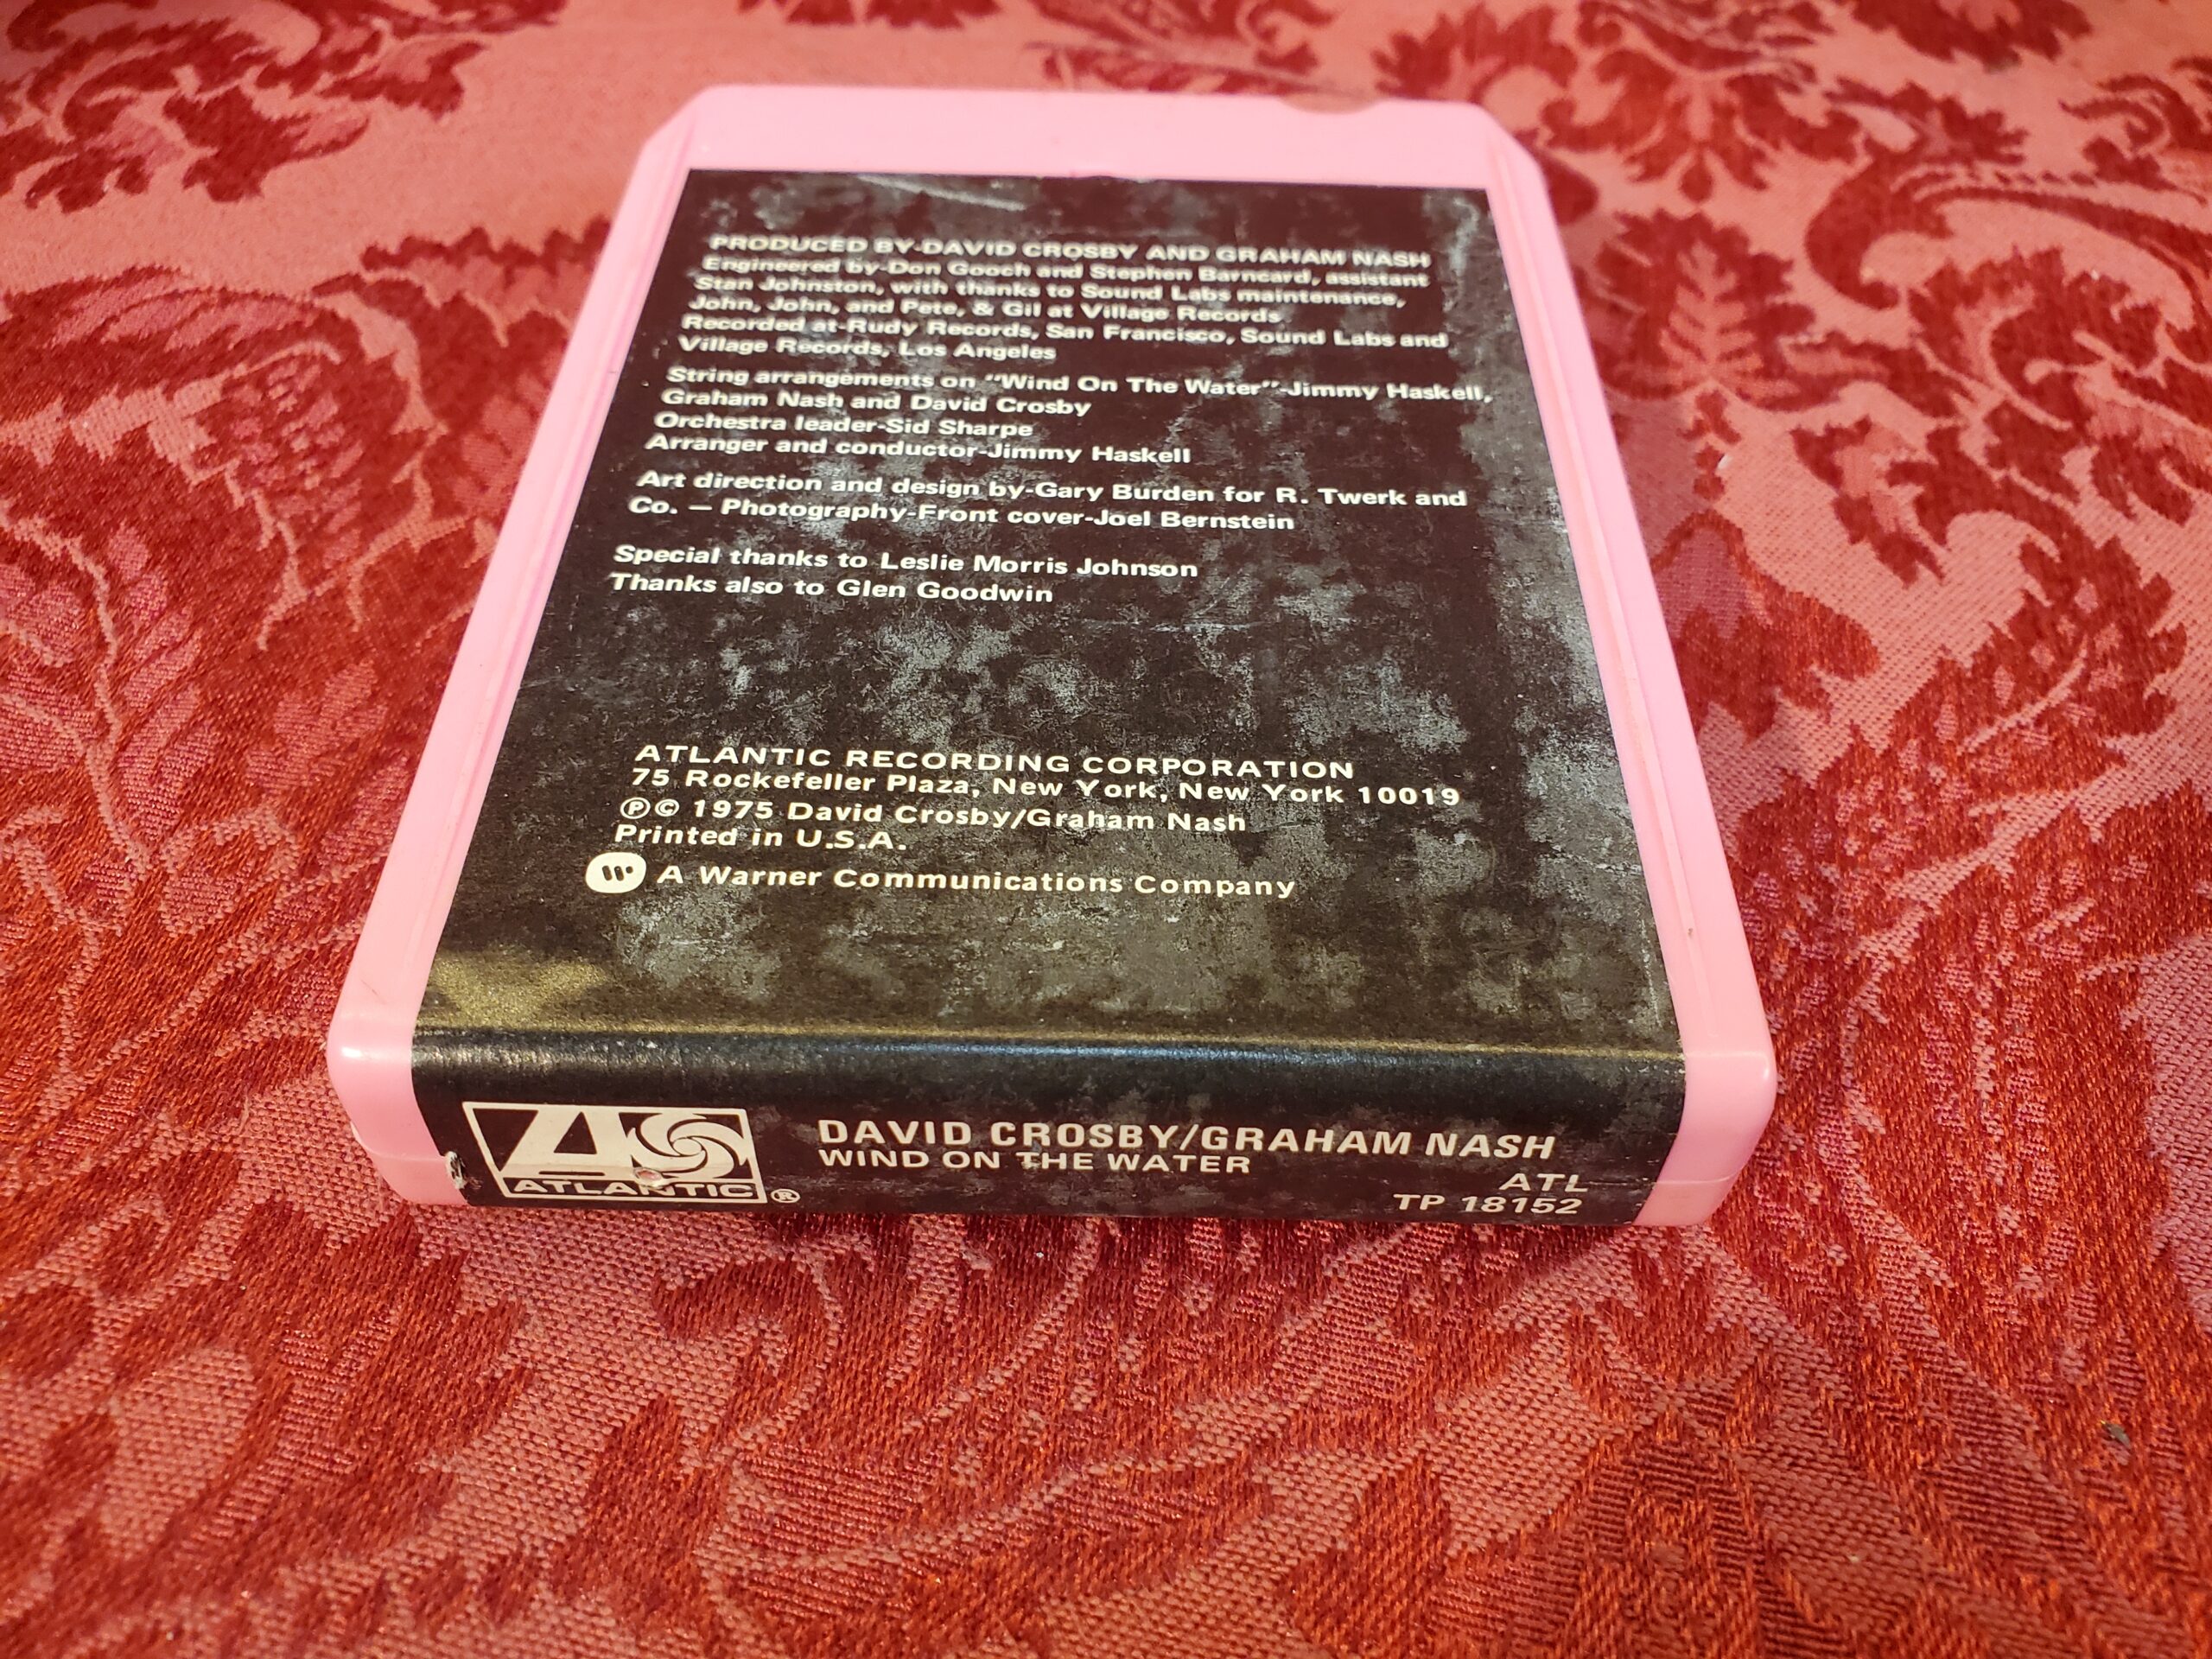 PRODUCED BY-DAVID CROSBY AND GRAHAM NASH
Engineered by-Don Gooch and Stephen Barncard, assistant
Stan Johnston, with thanks to Sound Labs maintenance,
John, John, and Pete, & Gil at Village Records
Recorded at-Rudy Records, San Francisco, Sound Labs and
Village Records, Los Angeles
String arrangements on "Wind On The Water"-Jimmy Haskell,
Graham Nash and David Crosby
Orchestra leader-Sid Sharpe
Arranger and conductor-Jimmy Haskell
Art direction and design by-Gary Burden for R. Twerk and
Co. — Photography-Front cover-Joel Bernstein
Special thanks to Leslie Morris Johnson
Thanks also to Glen Goodwin
ATLANTIC RECORDING CORPORATION
75 Rockefeller Plaza, New York, New York 10019
℗© 1975 David Crosby/Graham Nash
Printed in U.S.A.
A Warner Communications Company
ATLANTIC ®
DAVID CROSBY/GRAHAM NASH
WIND ON THE WATER
ATL
TP 18152